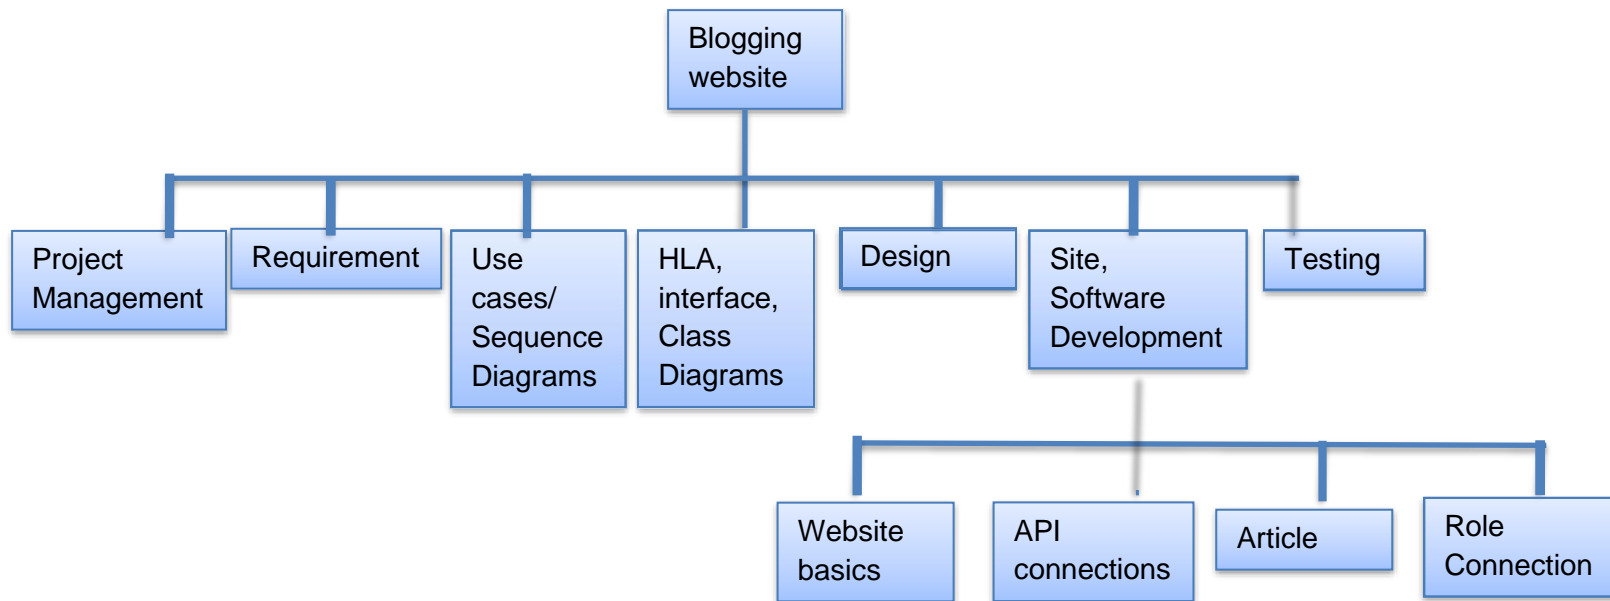 Blogging
website
Project
Management
Requirement
Use
cases/
Sequence
Diagrams
HLA,
interface,
Class
Diagrams
Design
Site,
Software
Development
Testing
Website
basics
API
connections
Article
Role
Connection